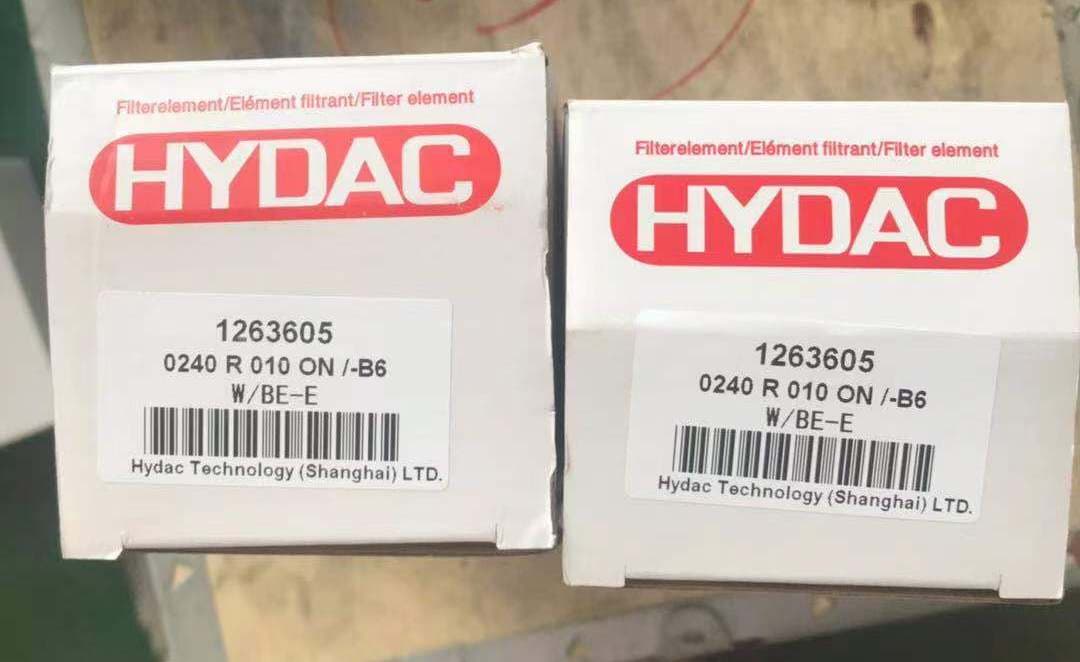 Filterelement/Elément filtrant/Filter element
HYDAC
1263605
0240 R 010 ON /-B6
W/BE-E
Hydac Technology (Shanghai) LTD.
Filterelement/Elément filtrant/Filter element
HYDAC
1263605
0240 R 010 ON /-B6
W/BE-E
Hydac Technology (Shanghai) LTD.